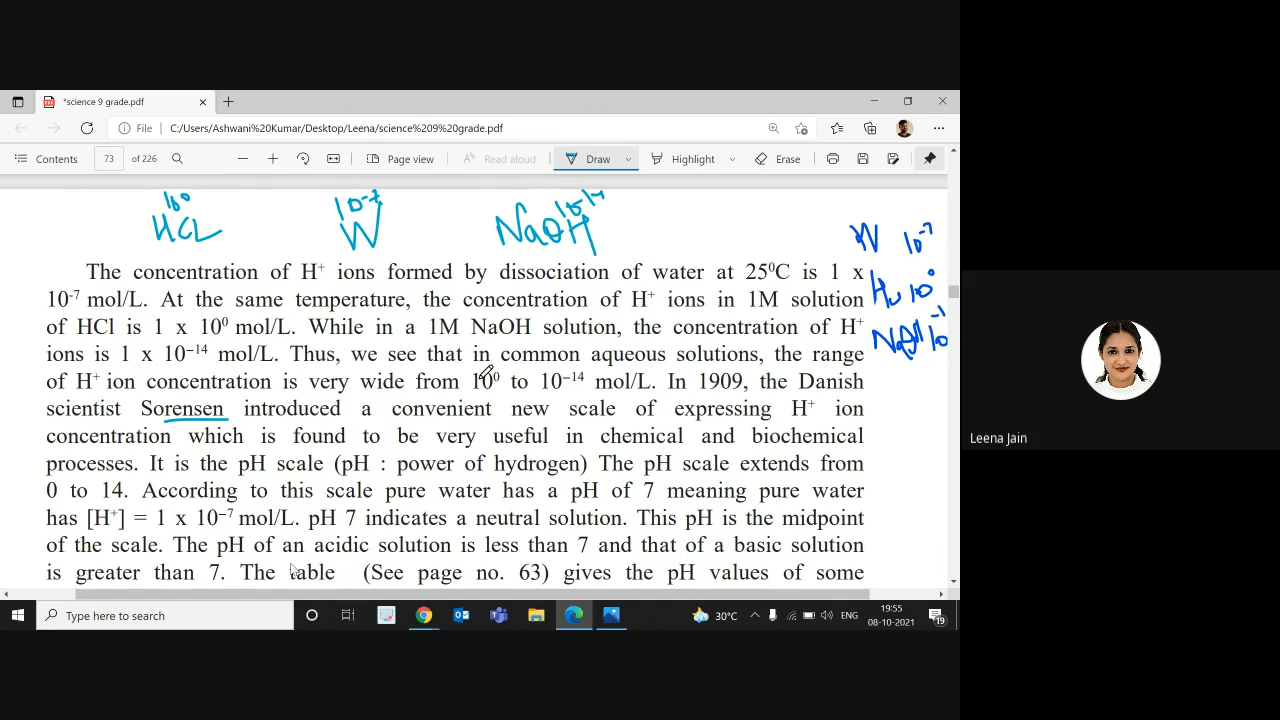 *science 9 grade.pdf
File C:/Users/Ashwani%20Kumar/Desktop/Leena/science%209%20grade.pdf
Contents 73 of 226 Page view Read aloud Draw Highlight Erase
10⁰ 10⁻⁷ 10⁻¹⁴
HCL W NaOH
W 10⁻⁷
10⁰
NaOH 10⁻¹
The concentration of H⁺ ions formed by dissociation of water at 25⁰C is 1 x
10⁻⁷ mol/L. At the same temperature, the concentration of H⁺ ions in 1M solution
of HCl is 1 x 10⁰ mol/L. While in a 1M NaOH solution, the concentration of H⁺
ions is 1 x 10⁻¹⁴ mol/L. Thus, we see that in common aqueous solutions, the range
of H⁺ ion concentration is very wide from 10⁰ to 10⁻¹⁴ mol/L. In 1909, the Danish
scientist Sorensen introduced a convenient new scale of expressing H⁺ ion
concentration which is found to be very useful in chemical and biochemical
processes. It is the pH scale (pH : power of hydrogen) The pH scale extends from
0 to 14. According to this scale pure water has a pH of 7 meaning pure water
has [H⁺] = 1 x 10⁻⁷ mol/L. pH 7 indicates a neutral solution. This pH is the midpoint
of the scale. The pH of an acidic solution is less than 7 and that of a basic solution
is greater than 7. The table (See page no. 63) gives the pH values of some
Leena Jain
Type here to search
30°C ENG 19:55
08-10-2021
19